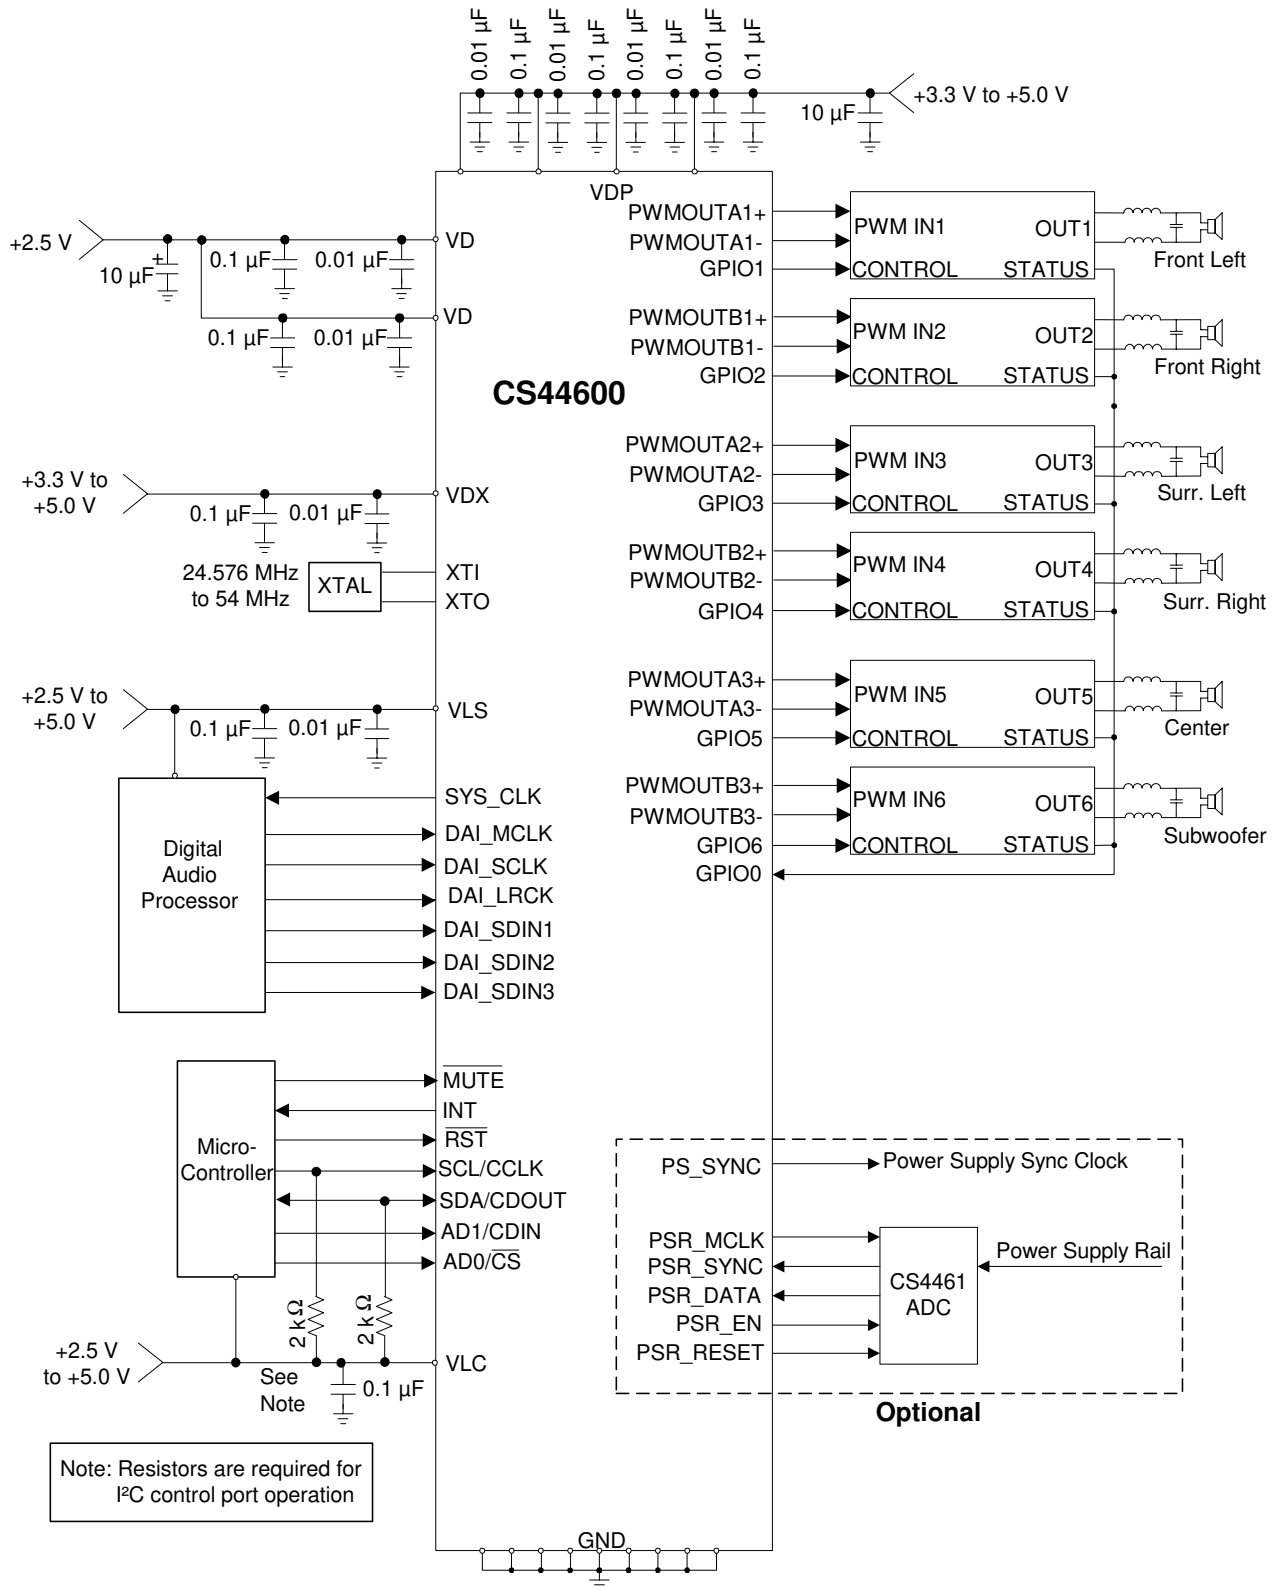 0.01 µF
0.1 µF
0.01 µF
0.1 µF
0.01 µF
0.1 µF
0.01 µF
0.1 µF
10 µF
+3.3 V to +5.0 V
VDP
+2.5 V
10 µF
+
0.1 µF
0.01 µF
VD
0.1 µF
0.01 µF
VD
CS44600
+3.3 V to
+5.0 V
0.1 µF
0.01 µF
VDX
24.576 MHz
to 54 MHz
XTAL
XTI
XTO
+2.5 V to
+5.0 V
0.1 µF
0.01 µF
VLS
Digital
Audio
Processor
SYS_CLK
DAI_MCLK
DAI_SCLK
DAI_LRCK
DAI_SDIN1
DAI_SDIN2
DAI_SDIN3
Micro-
Controller
MUTE
INT
RST
SCL/CCLK
SDA/CDOUT
AD1/CDIN
AD0/CS
2 kΩ
2 kΩ
+2.5 V
to +5.0 V
See
Note
0.1 µF
VLC
Note: Resistors are required for
I²C control port operation
PWMOUTA1+
PWMOUTA1-
GPIO1
PWM IN1
OUT1
CONTROL
STATUS
Front Left
PWMOUTB1+
PWMOUTB1-
GPIO2
PWM IN2
OUT2
CONTROL
STATUS
Front Right
PWMOUTA2+
PWMOUTA2-
GPIO3
PWM IN3
OUT3
CONTROL
STATUS
Surr. Left
PWMOUTB2+
PWMOUTB2-
GPIO4
PWM IN4
OUT4
CONTROL
STATUS
Surr. Right
PWMOUTA3+
PWMOUTA3-
GPIO5
PWM IN5
OUT5
CONTROL
STATUS
Center
PWMOUTB3+
PWMOUTB3-
GPIO6
PWM IN6
OUT6
CONTROL
STATUS
Subwoofer
GPIO0
PS_SYNC
Power Supply Sync Clock
PSR_MCLK
PSR_SYNC
PSR_DATA
PSR_EN
PSR_RESET
CS4461
ADC
Power Supply Rail
Optional
GND